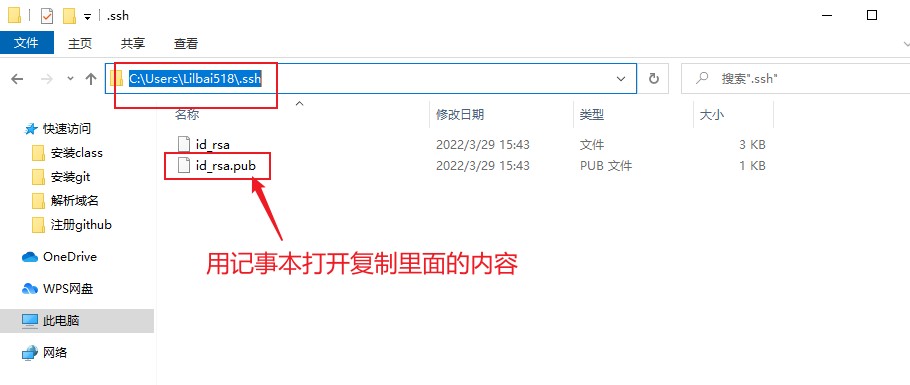 .ssh
文件 主页 共享 查看
C:\Users\Lilbai518\.ssh 搜索".ssh"
名称 修改日期 类型 大小
快速访问
安装class
安装git
解析域名
注册github
OneDrive
WPS网盘
此电脑
网络
id_rsa 2022/3/29 15:43 文件 3 KB
id_rsa.pub 2022/3/29 15:43 PUB 文件 1 KB
用记事本打开复制里面的内容